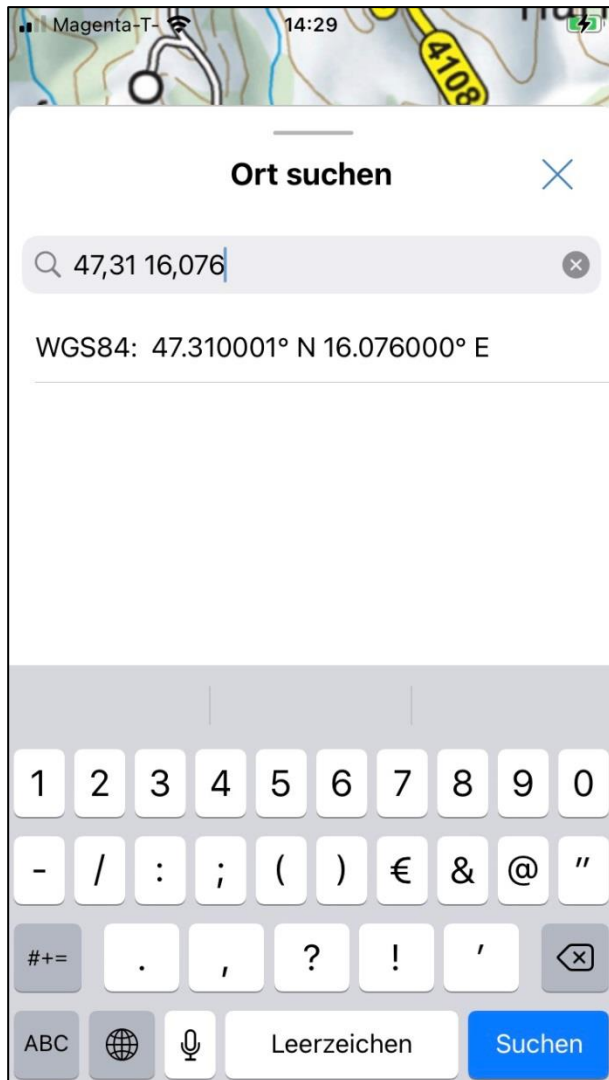 Magenta-T- 14:29
4108
Ort suchen
47,31 16,076
WGS84: 47.310001° N 16.076000° E
1 2 3 4 5 6 7 8 9 0
- / : ; ( ) € & @ "
#+= . , ? ! '
ABC Leerzeichen Suchen